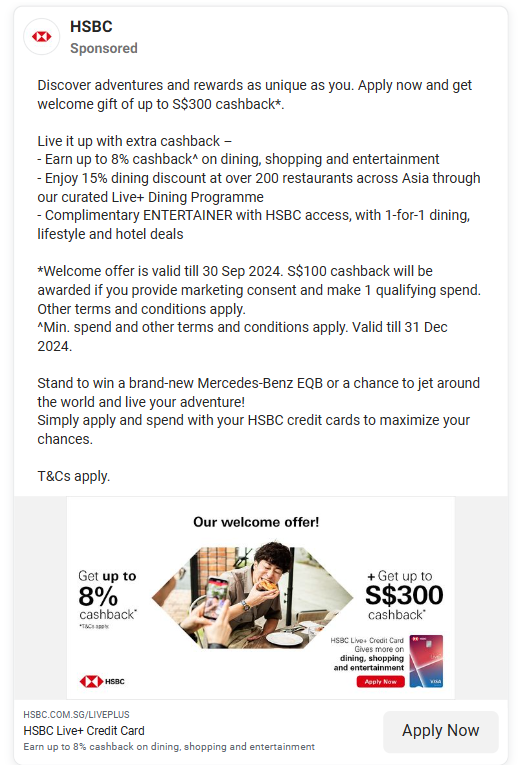 HSBC
Sponsored
Discover adventures and rewards as unique as you. Apply now and get
welcome gift of up to S$300 cashback*.
Live it up with extra cashback –
- Earn up to 8% cashback^ on dining, shopping and entertainment
- Enjoy 15% dining discount at over 200 restaurants across Asia through
our curated Live+ Dining Programme
- Complimentary ENTERTAINER with HSBC access, with 1-for-1 dining,
lifestyle and hotel deals
*Welcome offer is valid till 30 Sep 2024. S$100 cashback will be
awarded if you provide marketing consent and make 1 qualifying spend.
Other terms and conditions apply.
^Min. spend and other terms and conditions apply. Valid till 31 Dec
2024.
Stand to win a brand-new Mercedes-Benz EQB or a chance to jet around
the world and live your adventure!
Simply apply and spend with your HSBC credit cards to maximize your
chances.
T&Cs apply.
Our welcome offer!
Get up to
8%
cashback*
*T&Cs apply
+ Get up to
S$300
cashback*
HSBC Live+ Credit Card
Gives more on
dining, shopping
and entertainment
Apply Now
VISA
HSBC
HSBC.COM.SG/LIVEPLUS
HSBC Live+ Credit Card
Earn up to 8% cashback on dining, shopping and entertainment
Apply Now